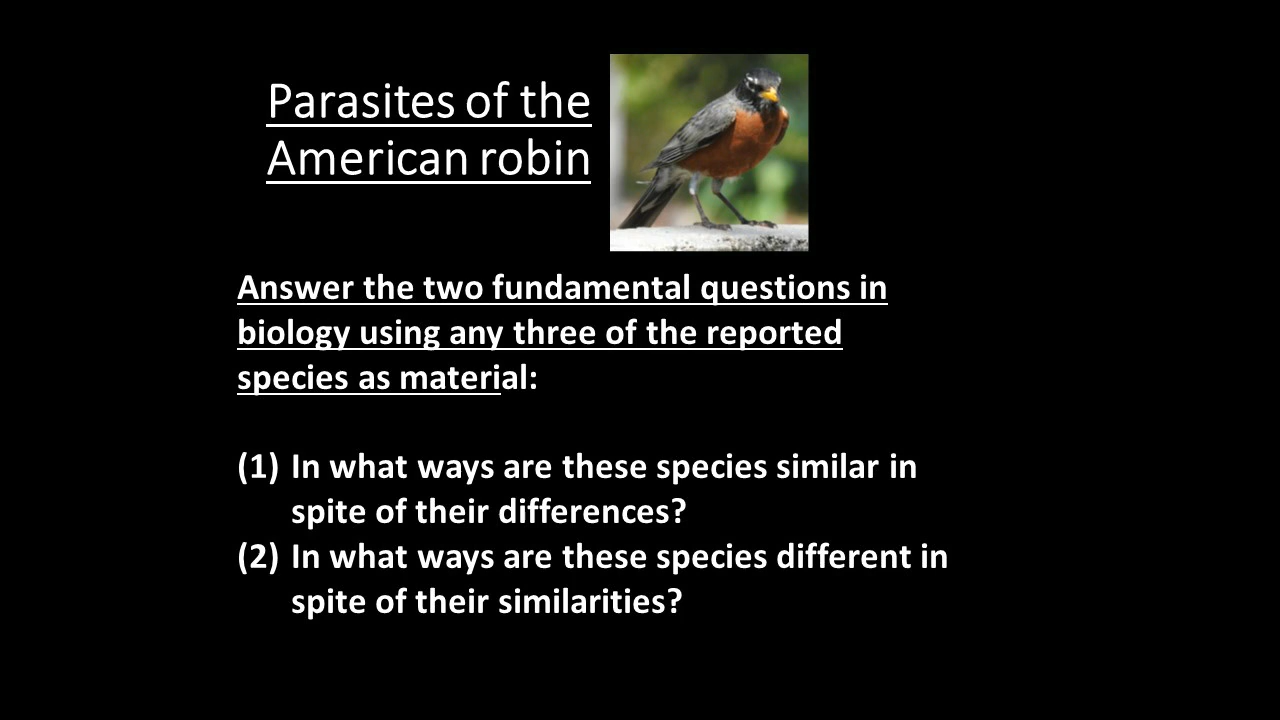 Parasites of the
American robin
Answer the two fundamental questions in
biology using any three of the reported
species as material:
(1) In what ways are these species similar in
spite of their differences?
(2) In what ways are these species different in
spite of their similarities?